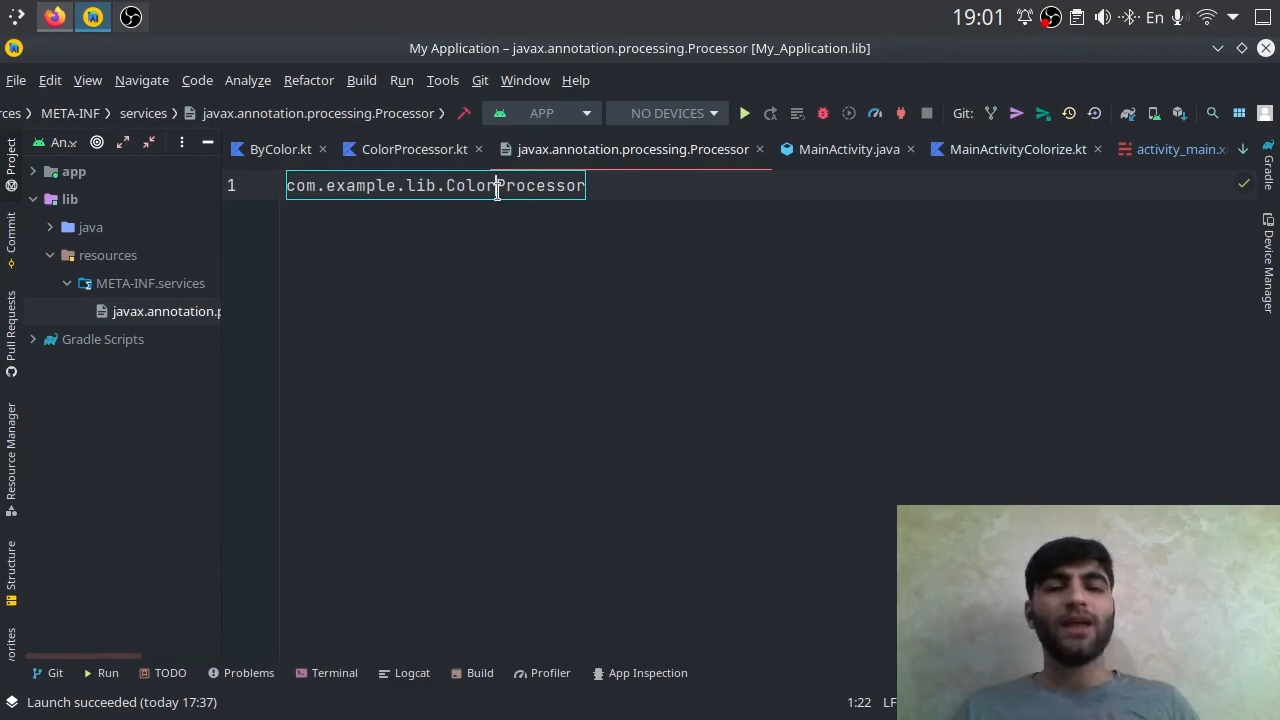 19:01 En
My Application – javax.annotation.processing.Processor [My_Application.lib]
File Edit View Navigate Code Analyze Refactor Build Run Tools Git Window Help
rces META-INF services javax.annotation.processing.Processor APP NO DEVICES Git:
An.. ByColor.kt ColorProcessor.kt javax.annotation.processing.Processor MainActivity.java MainActivityColorize.kt activity_main.x
1 com.example.lib.ColorProcessor
app
lib
java
resources
META-INF.services
javax.annotation.p
Gradle Scripts
Project
Commit
Pull Requests
Resource Manager
Structure
vorites
Gradle
Device Manager
Git Run TODO Problems Terminal Logcat Build Profiler App Inspection
Launch succeeded (today 17:37) 1:22 LF